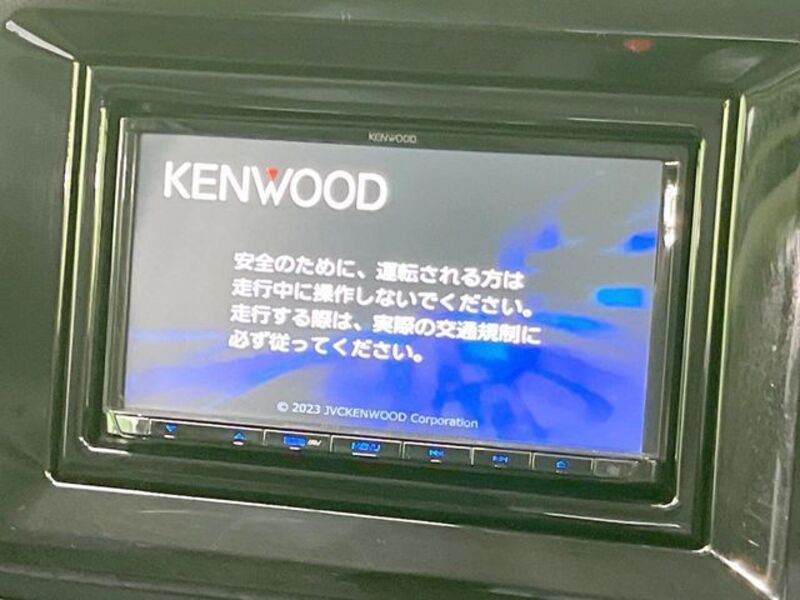 KENWOOD
KENWOOD
安全のために、運転される方は
走行中に操作しないでください。
走行する際は、実際の交通規制に
必ず従ってください。
© 2023 JVCKENWOOD Corporation
MENU